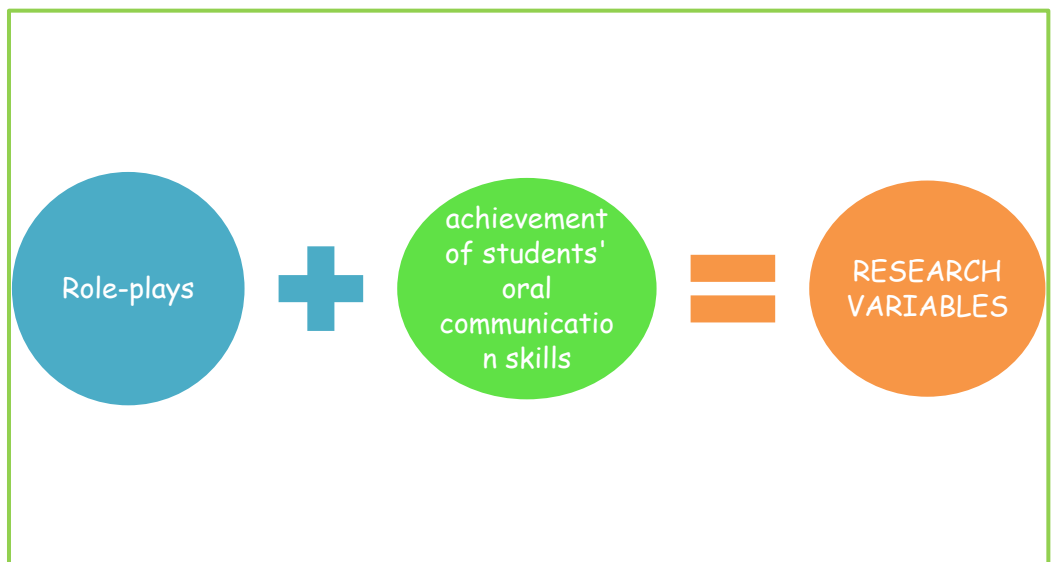 Role-plays
achievement
of students'
oral
communicatio
n skills
RESEARCH
VARIABLES